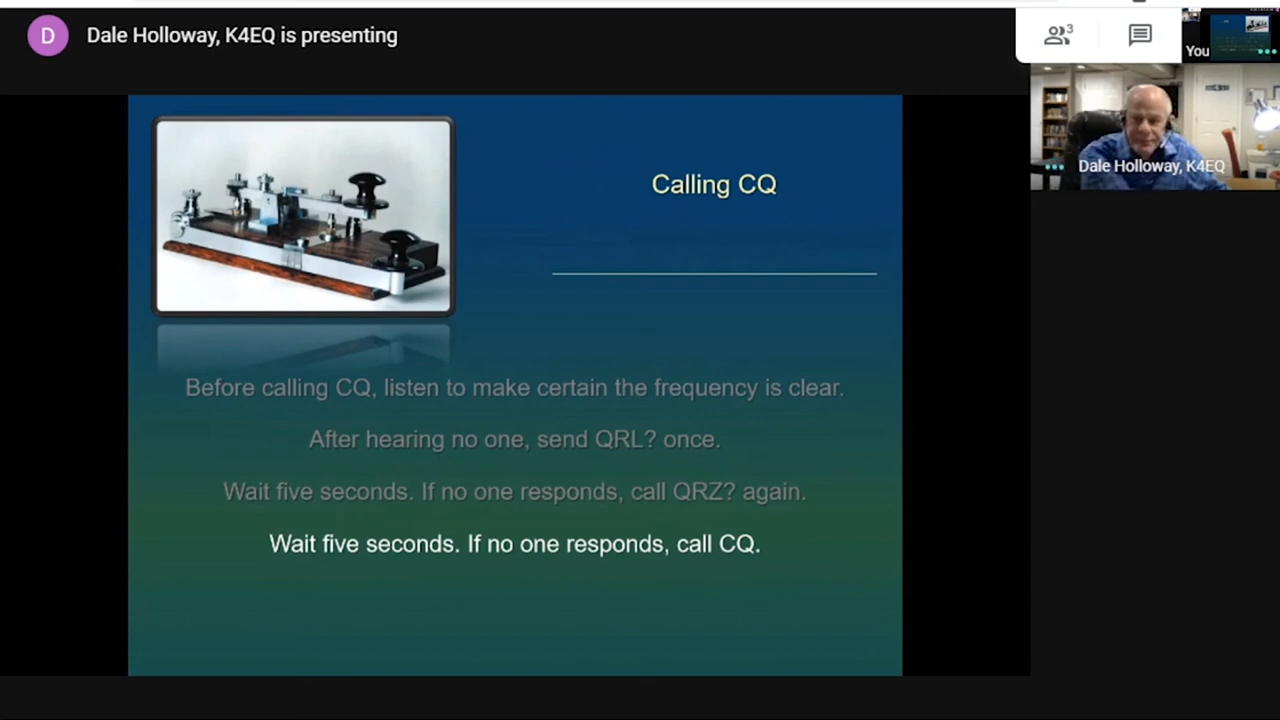 D
Dale Holloway, K4EQ is presenting
3
You
Dale Holloway, K4EQ
Calling CQ
Before calling CQ, listen to make certain the frequency is clear.
After hearing no one, send QRL? once.
Wait five seconds. If no one responds, call QRZ? again.
Wait five seconds. If no one responds, call CQ.